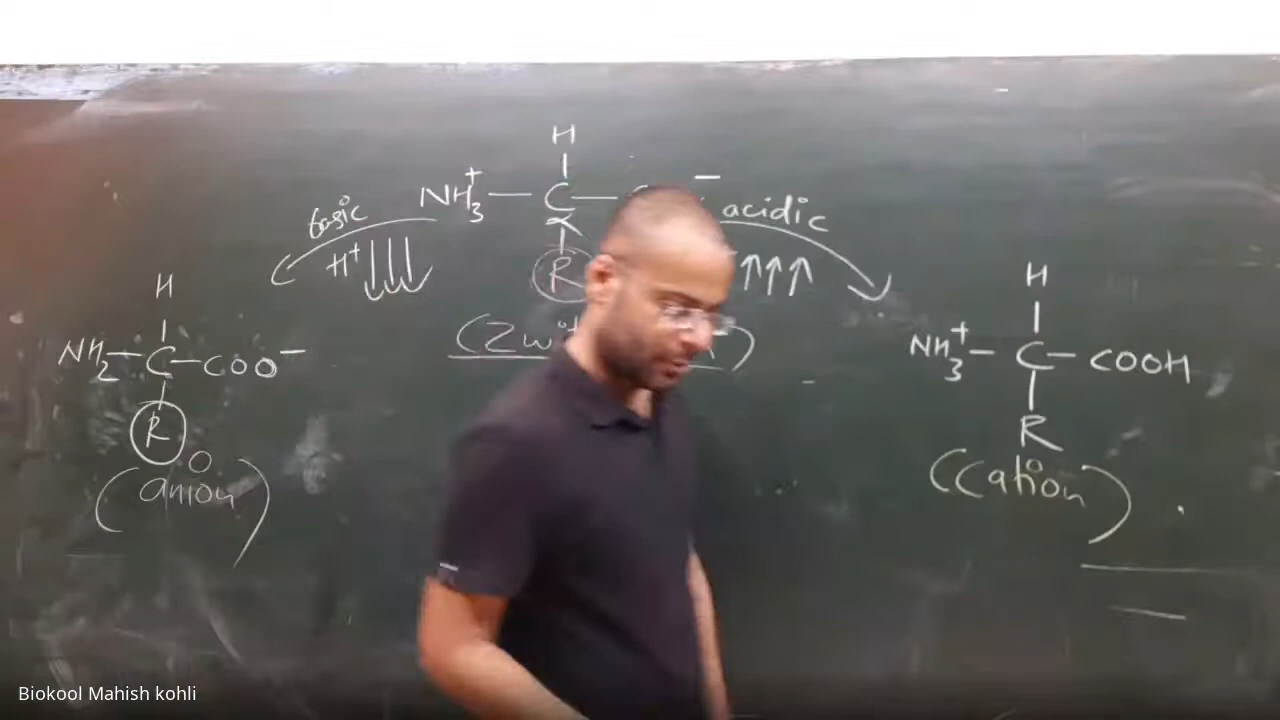 H
NH₃⁺ — C —
R
basic
H⁺ ↓↓↓
acidic
↑↑↑
H
NH₂ — C — COO⁻
R
(anion)
H
NH₃⁺ — C — COOH
R
(Cation)
Biokool Mahish kohli